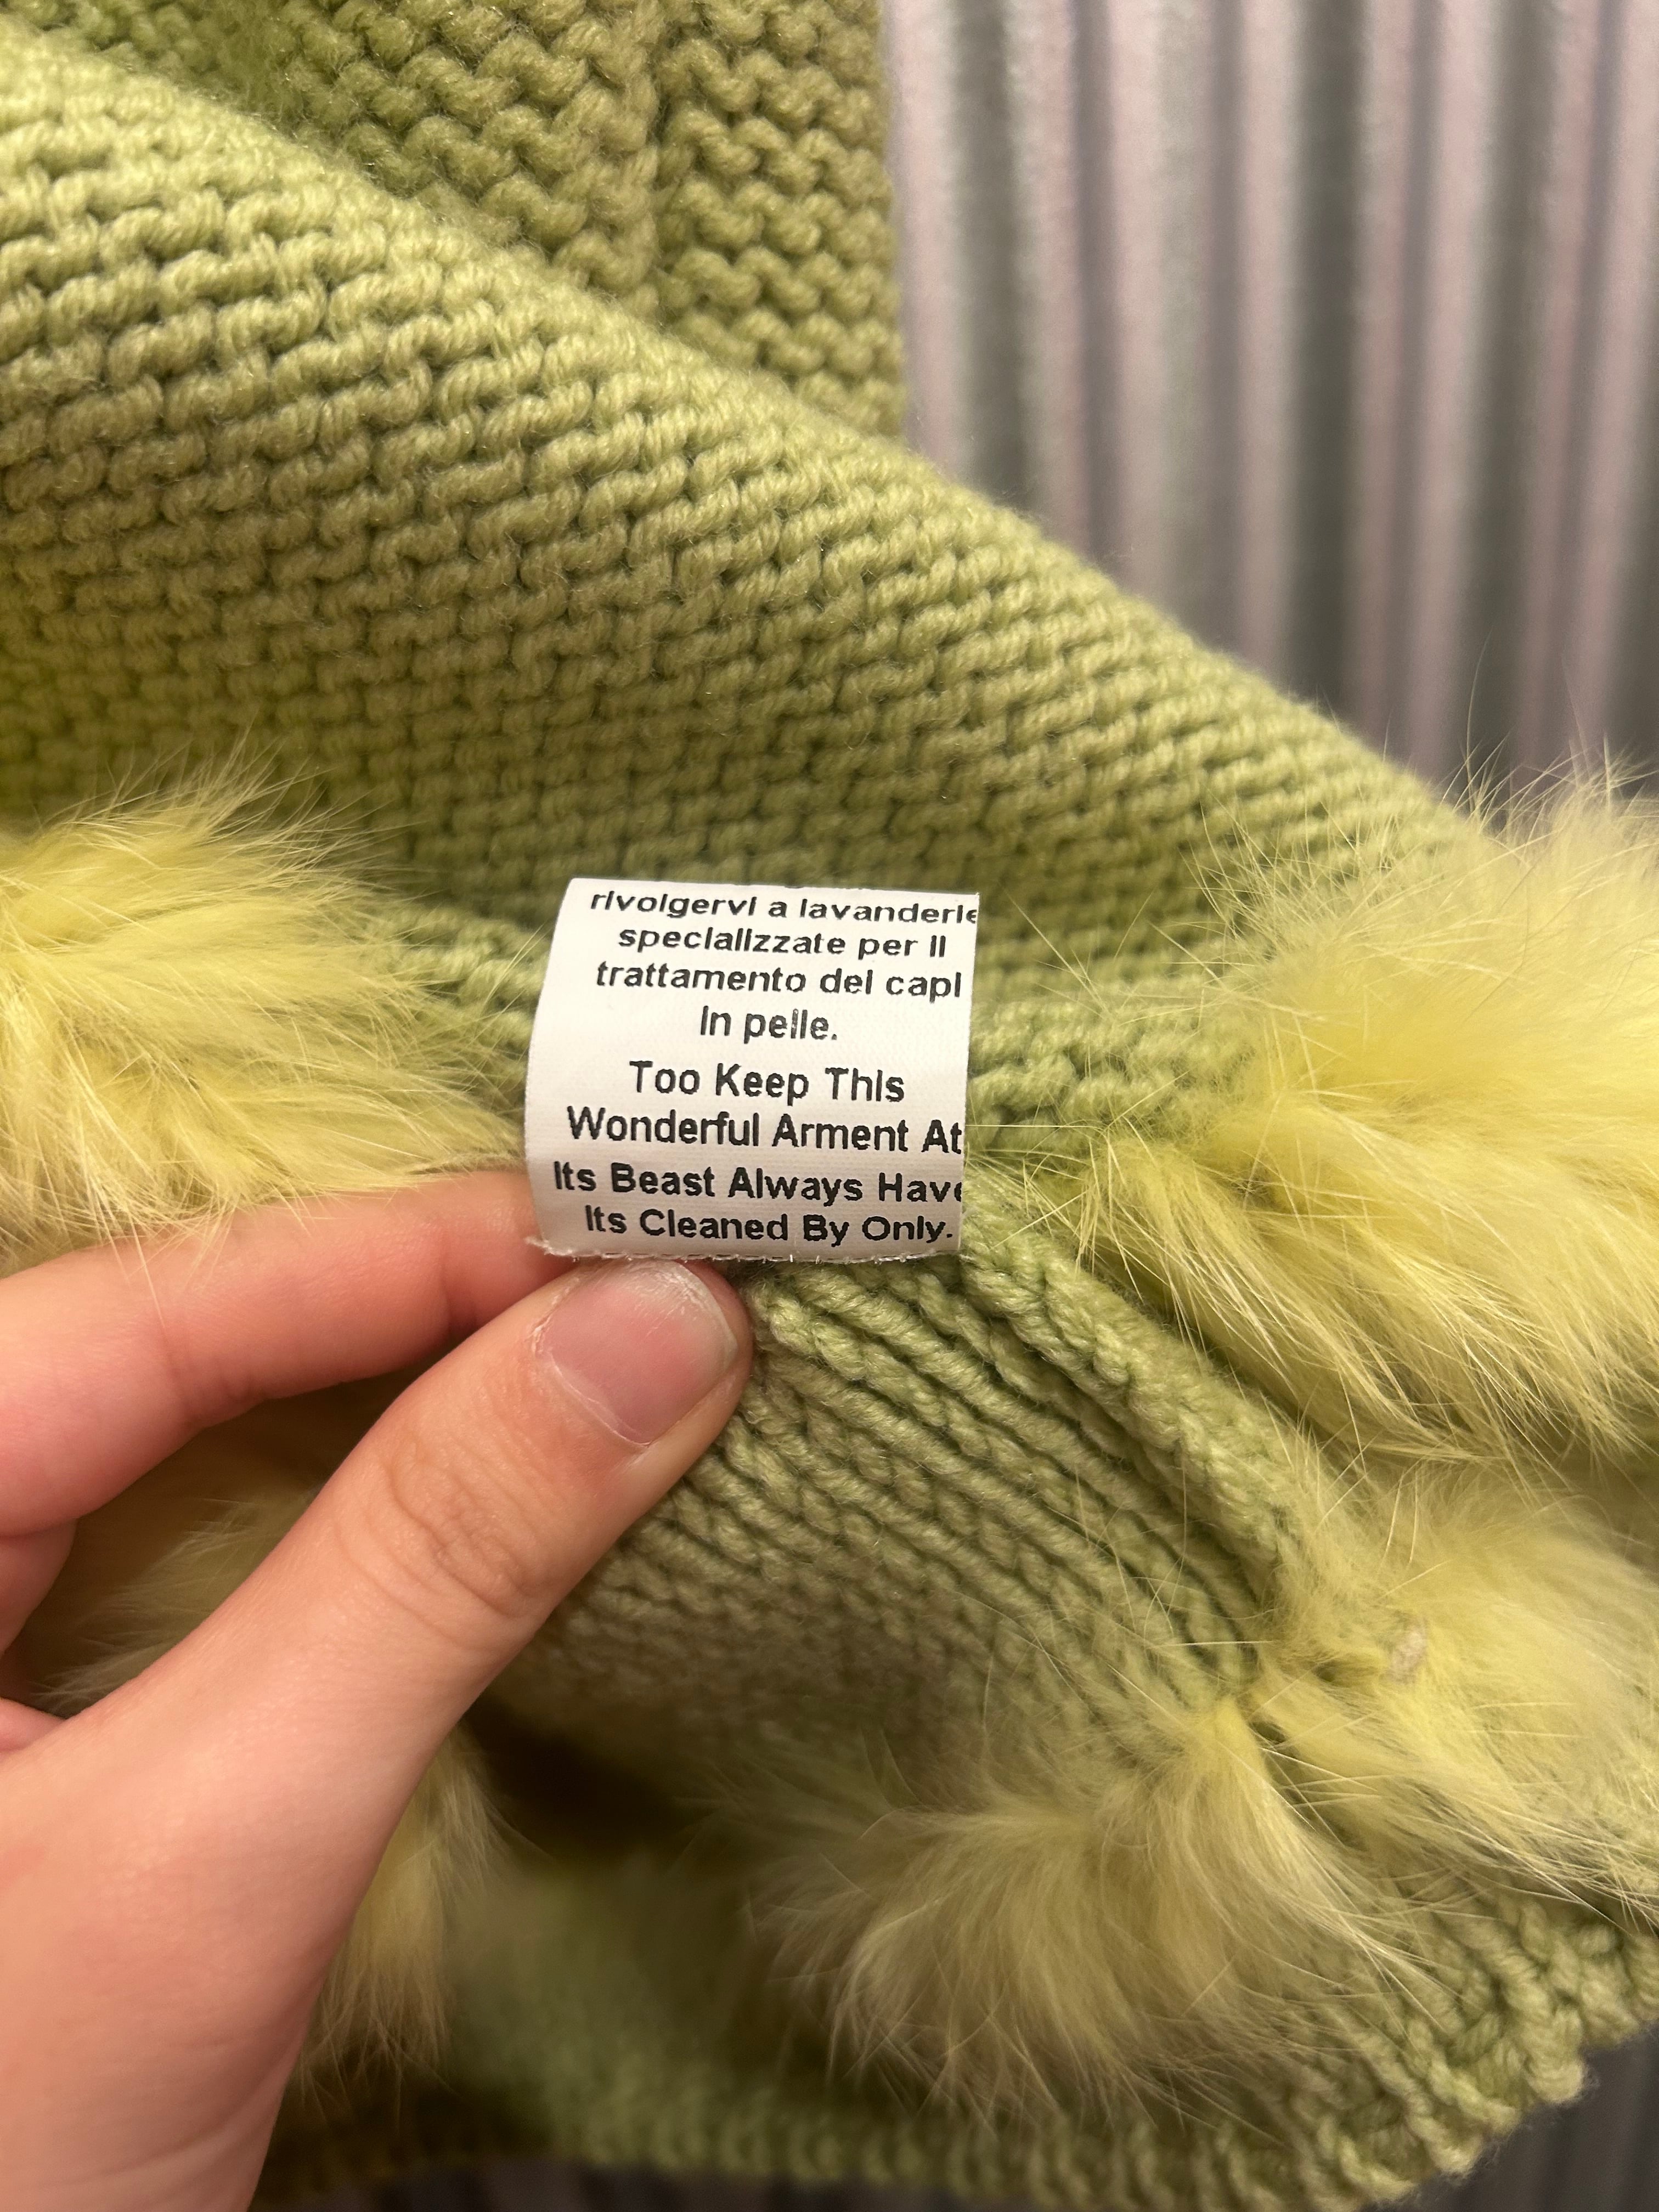 rivolgervi a lavanderie
specializzate per il
trattamento dei capi
in pelle.
Too Keep This
Wonderful Arment At
Its Beast Always Have
Its Cleaned By Only.